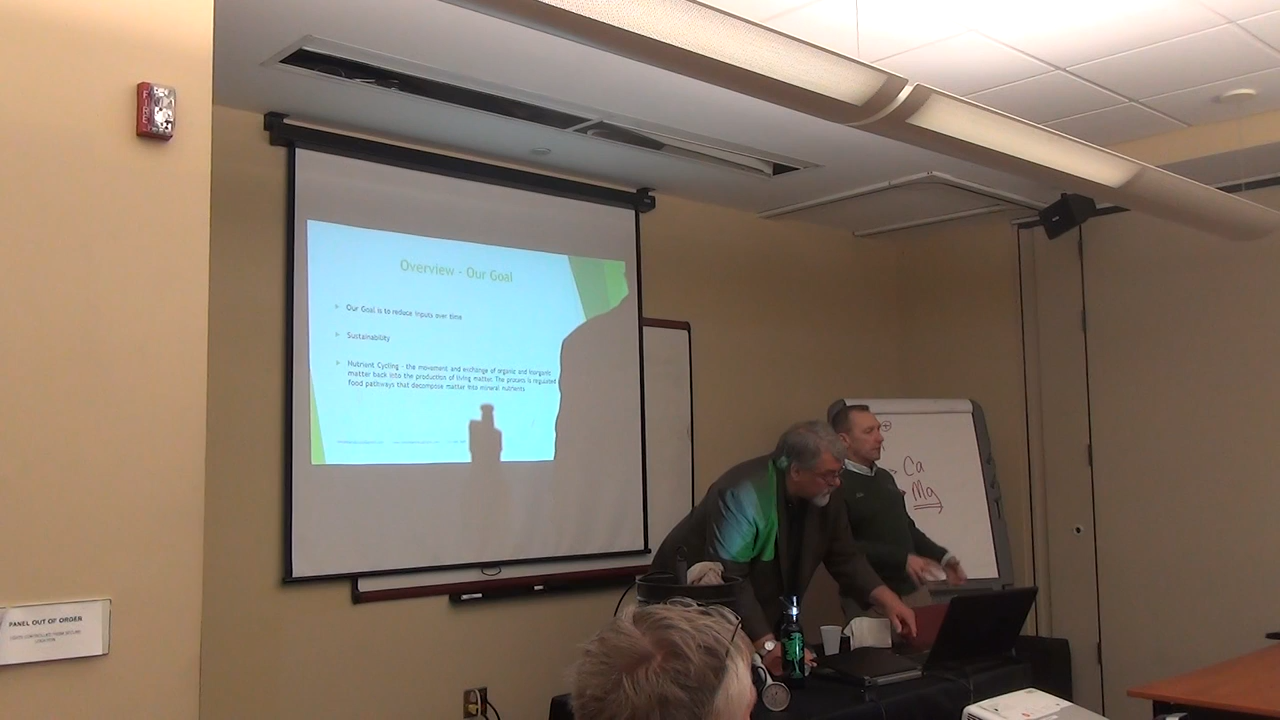 FIRE
Overview - Our Goal
Our Goal is to reduce inputs over time
Sustainability
Nutrient Cycling - the movement and exchange of organic and inorganic
matter back into the production of living matter. The process is regulated
food pathways that decompose matter into mineral nutrients
Ca
Mg
PANEL OUT OF ORDER
LOCATION